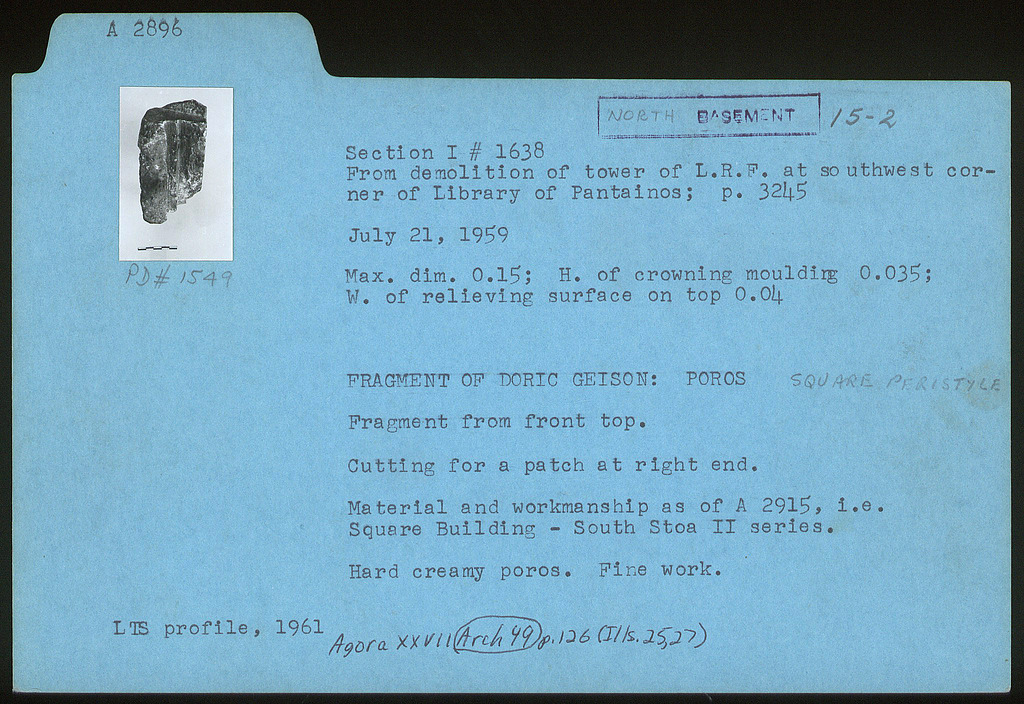 A 2896
NORTH BASEMENT 15-2
Section I # 1638
From demolition of tower of L.R.F. at southwest cor-
ner of Library of Pantainos; p. 3245
July 21, 1959
PD# 1549
Max. dim. 0.15; H. of crowning moulding 0.035;
W. of relieving surface on top 0.04
FRAGMENT OF DORIC GEISON: POROS SQUARE PERISTYLE
Fragment from front top.
Cutting for a patch at right end.
Material and workmanship as of A 2915, i.e.
Square Building - South Stoa II series.
Hard creamy poros. Fine work.
LTS profile, 1961
Agora XXVII Arch 49 p. 126 (Ills. 25, 27)